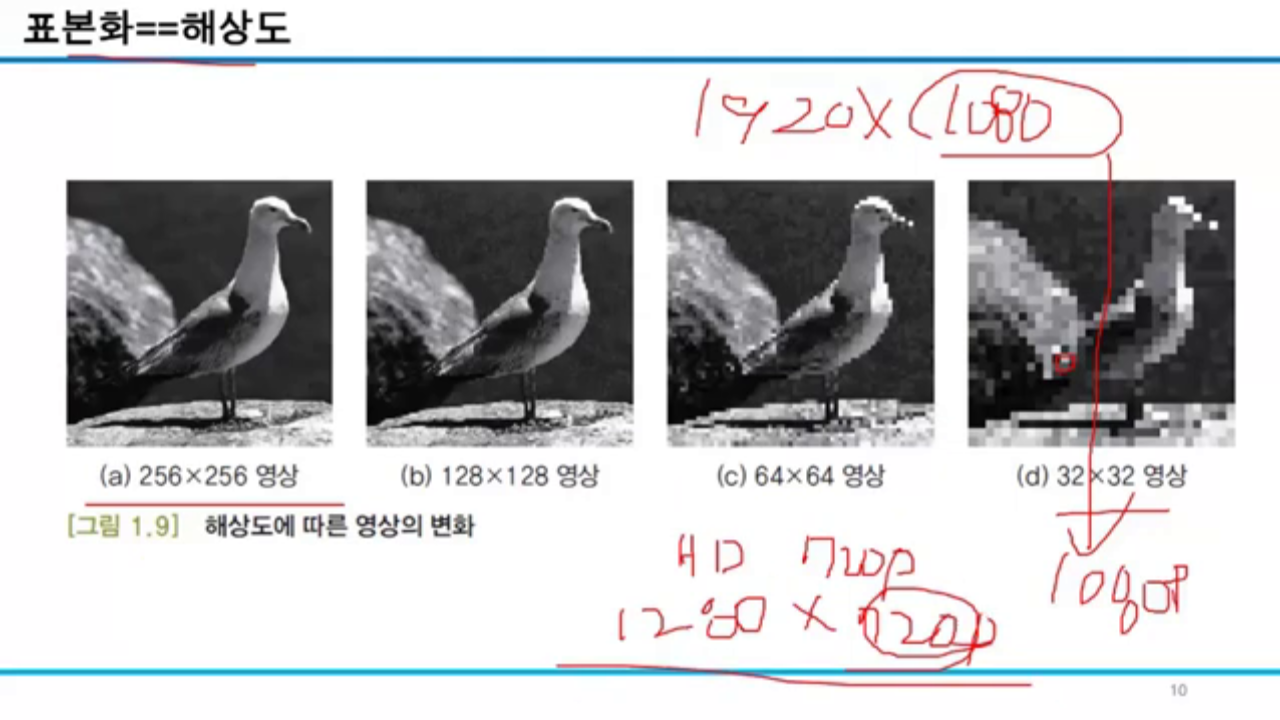 표본화==해상도
1920X1080
(a) 256×256 영상
(b) 128×128 영상
(c) 64×64 영상
(d) 32×32 영상
[그림 1.9] 해상도에 따른 영상의 변화
HD 720p
1080P
1280 X 720p
10